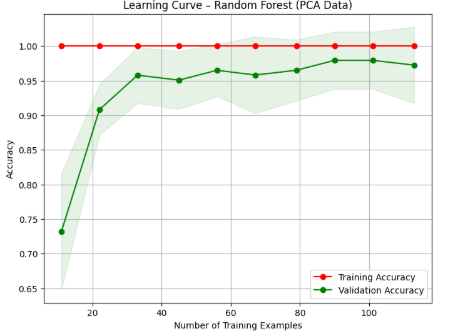 Learning Curve – Random Forest (PCA Data)
1.00
0.95
0.90
0.85
0.80
0.75
0.70
0.65
Accuracy
20
40
60
80
100
Number of Training Examples
Training Accuracy
Validation Accuracy